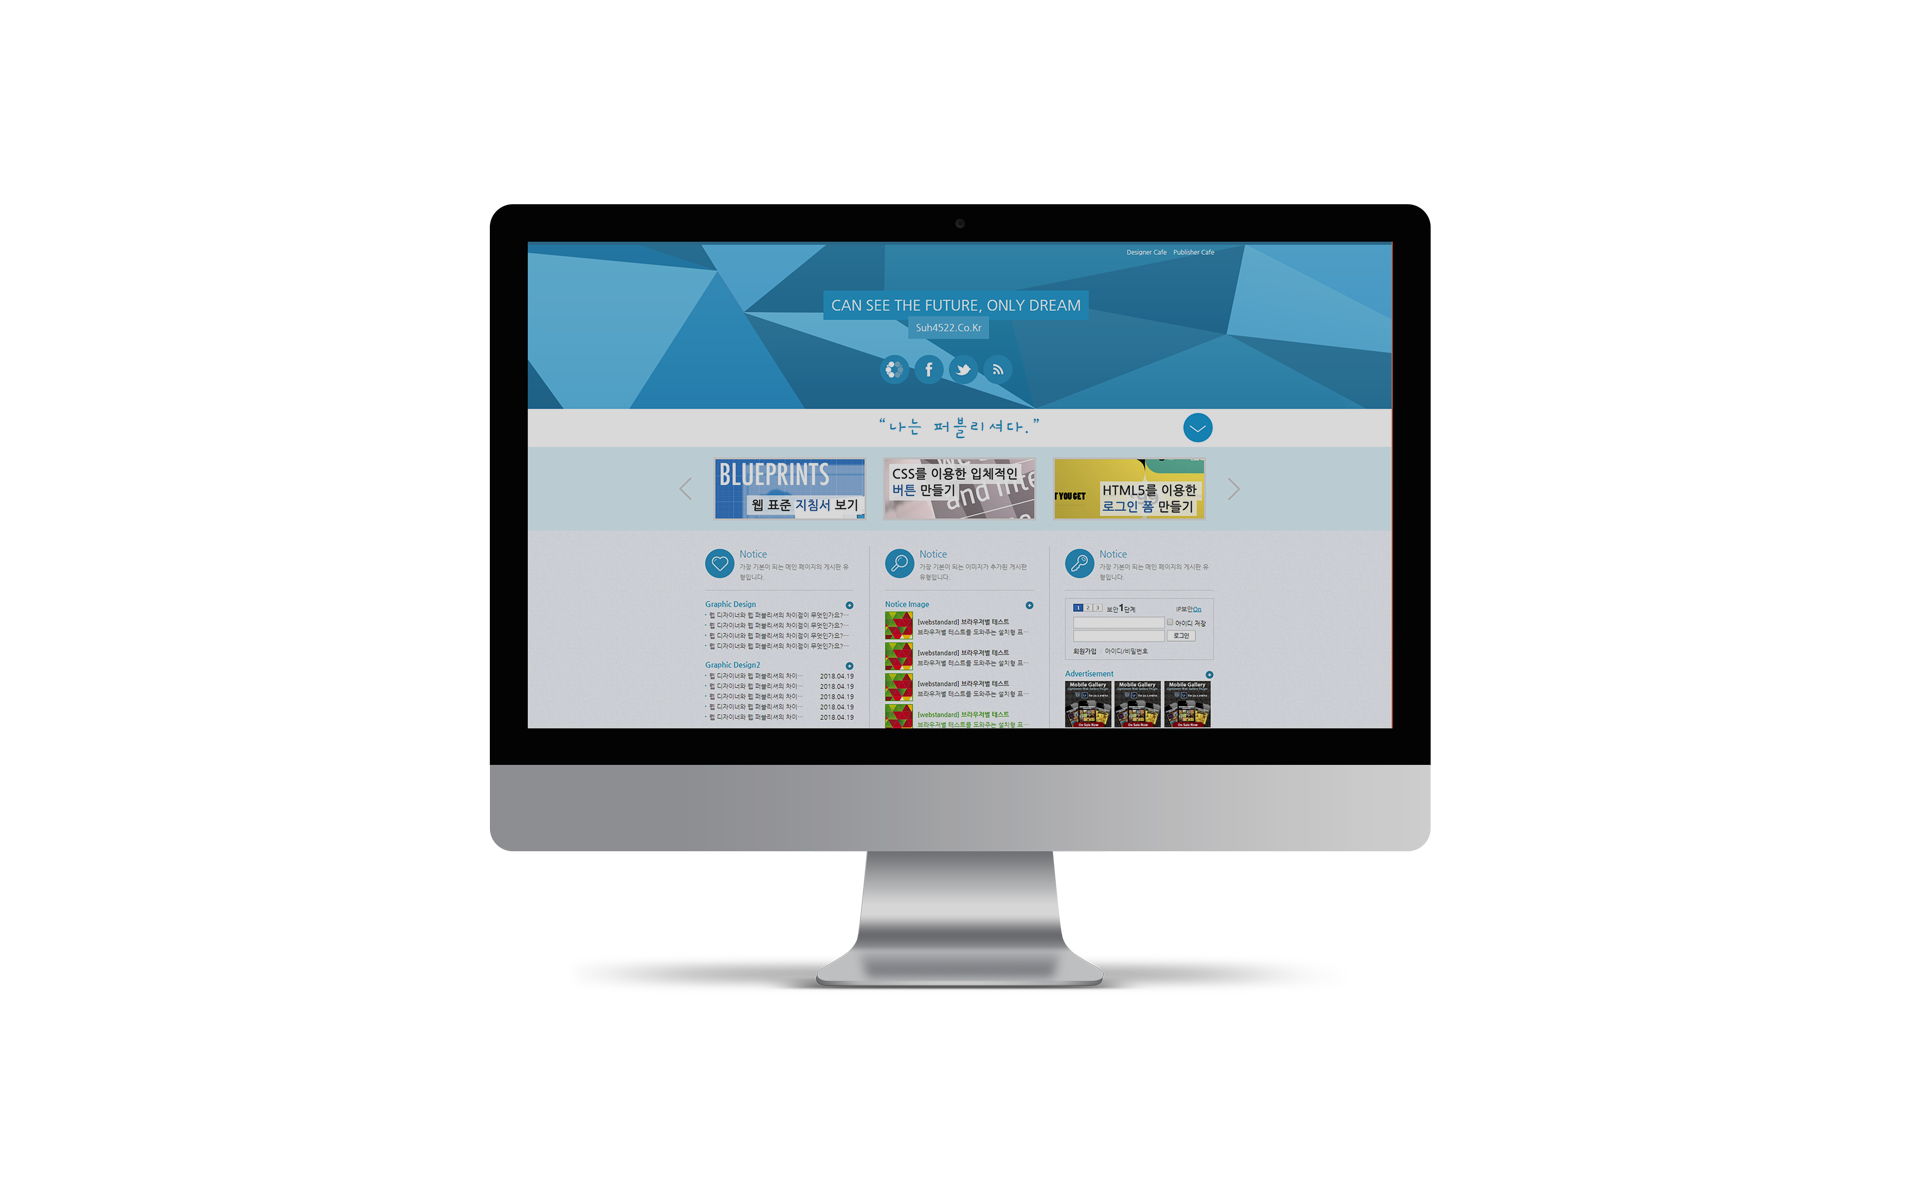 Designer Cafe Publisher Cafe
CAN SEE THE FUTURE, ONLY DREAM
Suh4522.Co.Kr
“나는 퍼블리셔다.”
BLUEPRINTS
웹 표준 지침서 보기
CSS를 이용한 입체적인
버튼 만들기
and inte
T YOU GET
HTML5를 이용한
로그인 폼 만들기
Notice
가장 기본이 되는 메인 페이지의 게시판 유
형입니다.
Graphic Design
웹 디자이너와 웹 퍼블리셔의 차이점이 무엇인가요?…
웹 디자이너와 웹 퍼블리셔의 차이점이 무엇인가요?…
웹 디자이너와 웹 퍼블리셔의 차이점이 무엇인가요?…
웹 디자이너와 웹 퍼블리셔의 차이점이 무엇인가요?…
Graphic Design2
웹 디자이너와 웹 퍼블리셔의 차이… 2018.04.19
웹 디자이너와 웹 퍼블리셔의 차이… 2018.04.19
웹 디자이너와 웹 퍼블리셔의 차이… 2018.04.19
웹 디자이너와 웹 퍼블리셔의 차이… 2018.04.19
웹 디자이너와 웹 퍼블리셔의 차이… 2018.04.19
Notice
가장 기본이 되는 이미지가 추가된 게시판
유형입니다.
Notice Image
[webstandard] 브라우저별 테스트
브라우저별 테스트를 도와주는 설치형 프…
[webstandard] 브라우저별 테스트
브라우저별 테스트를 도와주는 설치형 프…
[webstandard] 브라우저별 테스트
브라우저별 테스트를 도와주는 설치형 프…
[webstandard] 브라우저별 테스트
브라우저별 테스트를 도와주는 설치형 프…
Notice
가장 기본이 되는 메인 페이지의 게시판 유
형입니다.
1 2 3 보안1단계 IP보안On
아이디 저장
로그인
회원가입 아이디/비밀번호
Advertisement
Mobile Gallery Mobile Gallery Mobile Gallery
On Sale Now On Sale Now On Sale Now